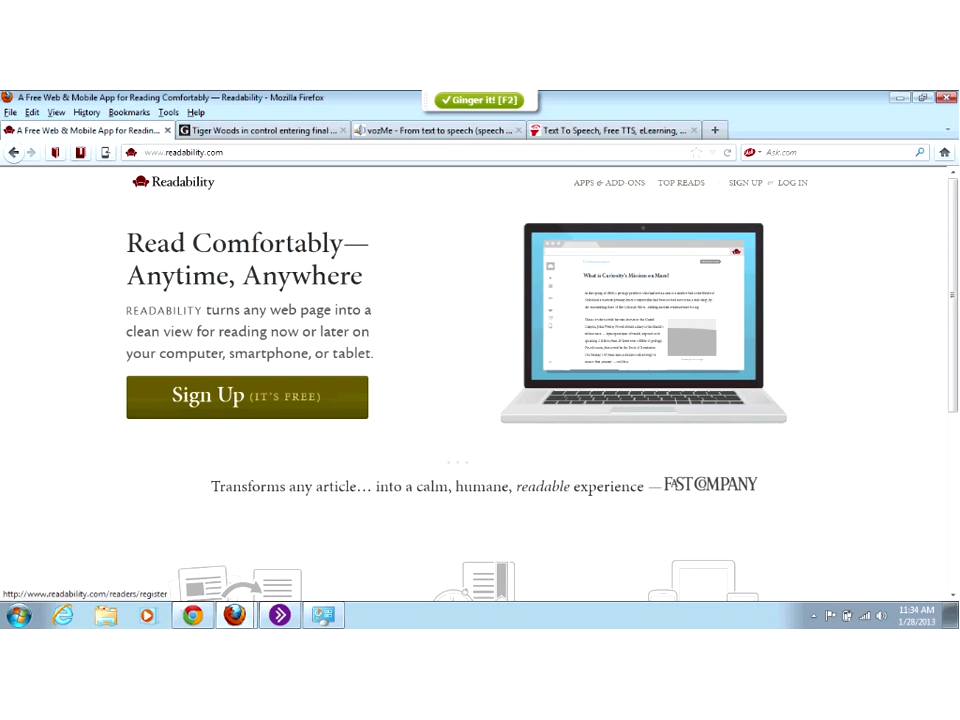 A Free Web & Mobile App for Reading Comfortably — Readability - Mozilla Firefox
Ginger it! [F2]
File Edit View History Bookmarks Tools Help
A Free Web & Mobile App for Readin...
Tiger Woods in control entering final ...
vozMe - From text to speech (speech ...
Text To Speech, Free TTS, eLearning, ...
www.readability.com
Ask.com
Readability
APPS & ADD-ONS TOP READS SIGN UP or LOG IN
Read Comfortably—
Anytime, Anywhere
READABILITY turns any web page into a
clean view for reading now or later on
your computer, smartphone, or tablet.
Sign Up (IT'S FREE)
What is Curiosity's Mission on Mars?
Transforms any article… into a calm, humane, readable experience — FAST COMPANY
http://www.readability.com/readers/register
11:34 AM
1/28/2013